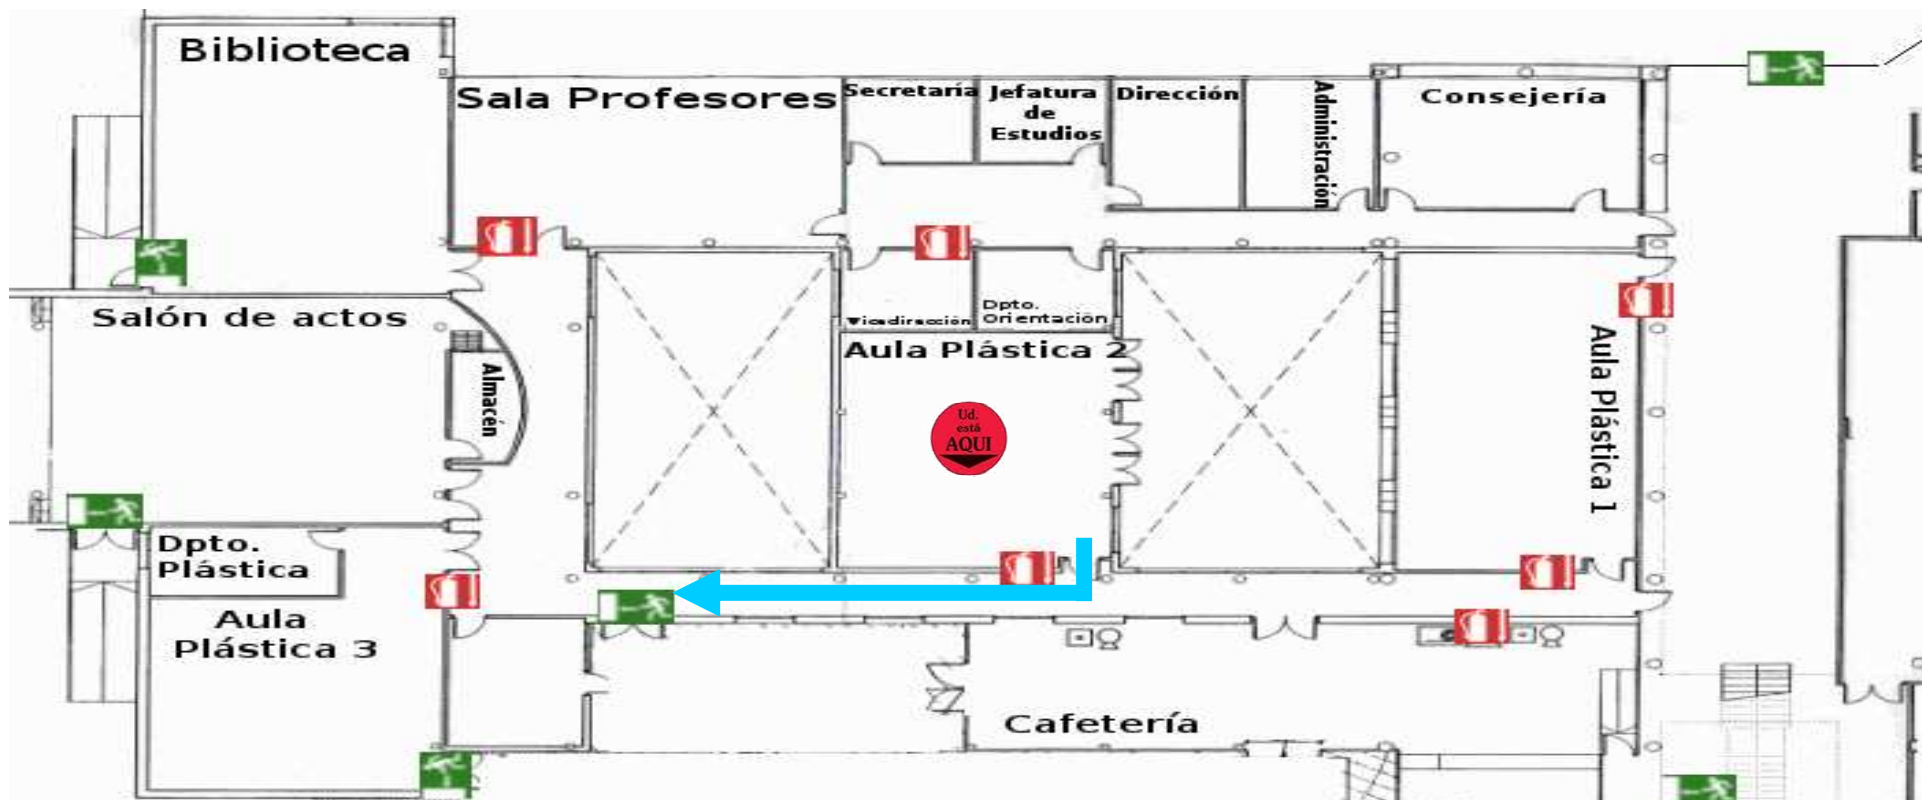 Biblioteca
Sala Profesores
Secretaría
Jefatura
de
Estudios
Dirección
Administración
Consejería
Salón de actos
Almacén
Vicedirección
Dpto.
Orientación
Aula Plástica 2
Ud.
está
AQUI
Aula Plástica 1
Dpto.
Plástica
Aula
Plástica 3
Cafetería